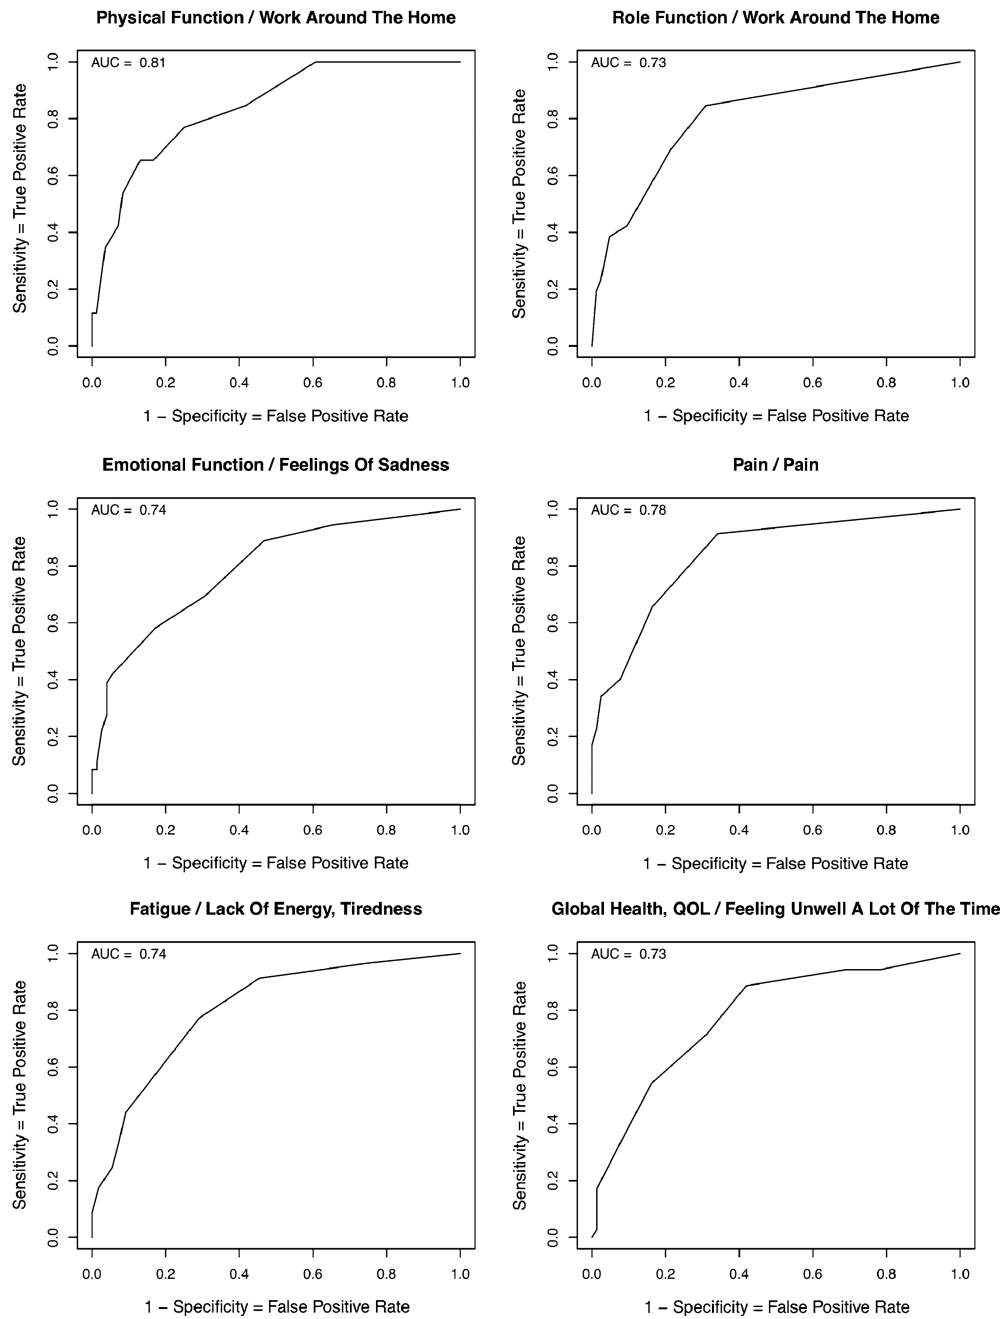 Physical Function / Work Around The Home
AUC = 0.81
Sensitivity = True Positive Rate
0.0 0.2 0.4 0.6 0.8 1.0
0.0 0.2 0.4 0.6 0.8 1.0
1 − Specificity = False Positive Rate
Role Function / Work Around The Home
AUC = 0.73
Sensitivity = True Positive Rate
0.0 0.2 0.4 0.6 0.8 1.0
0.0 0.2 0.4 0.6 0.8 1.0
1 − Specificity = False Positive Rate
Emotional Function / Feelings Of Sadness
AUC = 0.74
Sensitivity = True Positive Rate
0.0 0.2 0.4 0.6 0.8 1.0
0.0 0.2 0.4 0.6 0.8 1.0
1 − Specificity = False Positive Rate
Pain / Pain
AUC = 0.78
Sensitivity = True Positive Rate
0.0 0.2 0.4 0.6 0.8 1.0
0.0 0.2 0.4 0.6 0.8 1.0
1 − Specificity = False Positive Rate
Fatigue / Lack Of Energy, Tiredness
AUC = 0.74
Sensitivity = True Positive Rate
0.0 0.2 0.4 0.6 0.8 1.0
0.0 0.2 0.4 0.6 0.8 1.0
1 − Specificity = False Positive Rate
Global Health, QOL / Feeling Unwell A Lot Of The Time
AUC = 0.73
Sensitivity = True Positive Rate
0.0 0.2 0.4 0.6 0.8 1.0
0.0 0.2 0.4 0.6 0.8 1.0
1 − Specificity = False Positive Rate